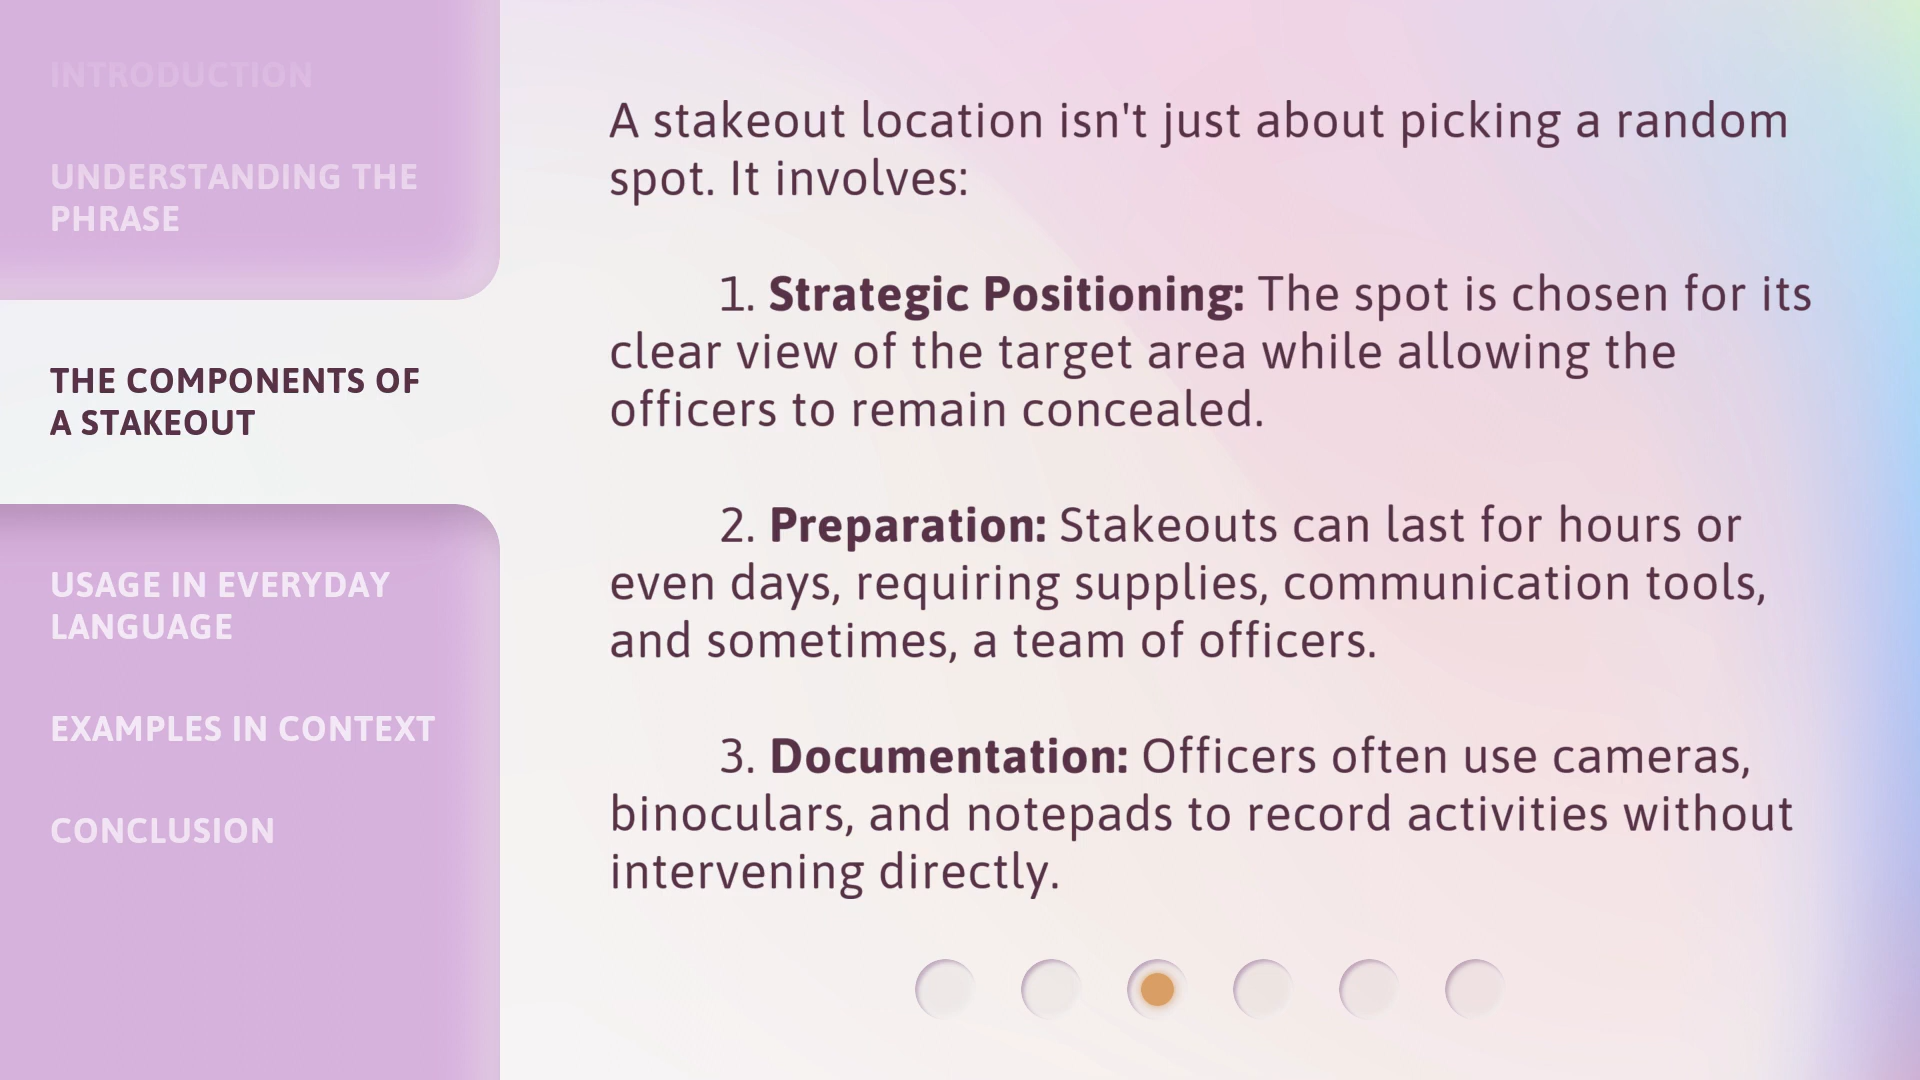 INTRODUCTION
UNDERSTANDING THE
PHRASE
THE COMPONENTS OF
A STAKEOUT
USAGE IN EVERYDAY
LANGUAGE
EXAMPLES IN CONTEXT
CONCLUSION
A stakeout location isn't just about picking a random
spot. It involves:
1. Strategic Positioning: The spot is chosen for its
clear view of the target area while allowing the
officers to remain concealed.
2. Preparation: Stakeouts can last for hours or
even days, requiring supplies, communication tools,
and sometimes, a team of officers.
3. Documentation: Officers often use cameras,
binoculars, and notepads to record activities without
intervening directly.